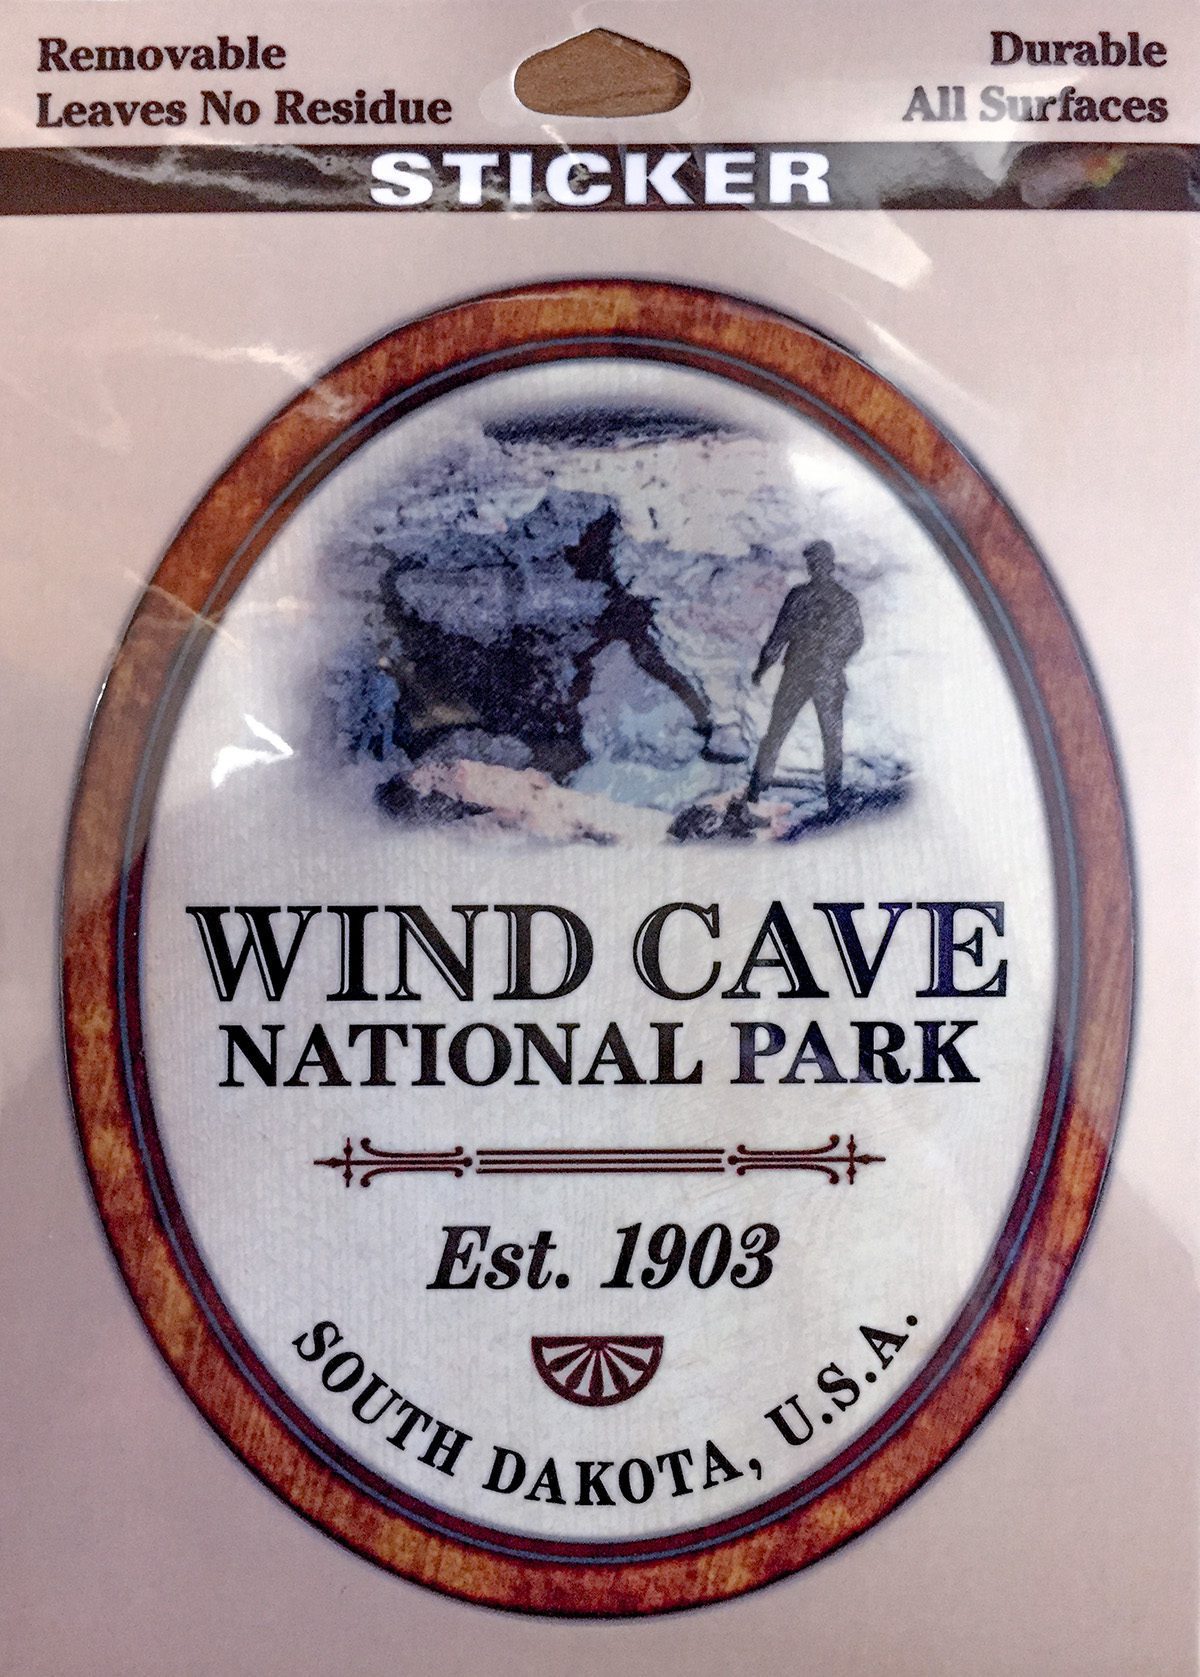 Removable
Leaves No Residue
Durable
All Surfaces
STICKER
WIND CAVE
NATIONAL PARK
Est. 1903
SOUTH DAKOTA, U.S.A.